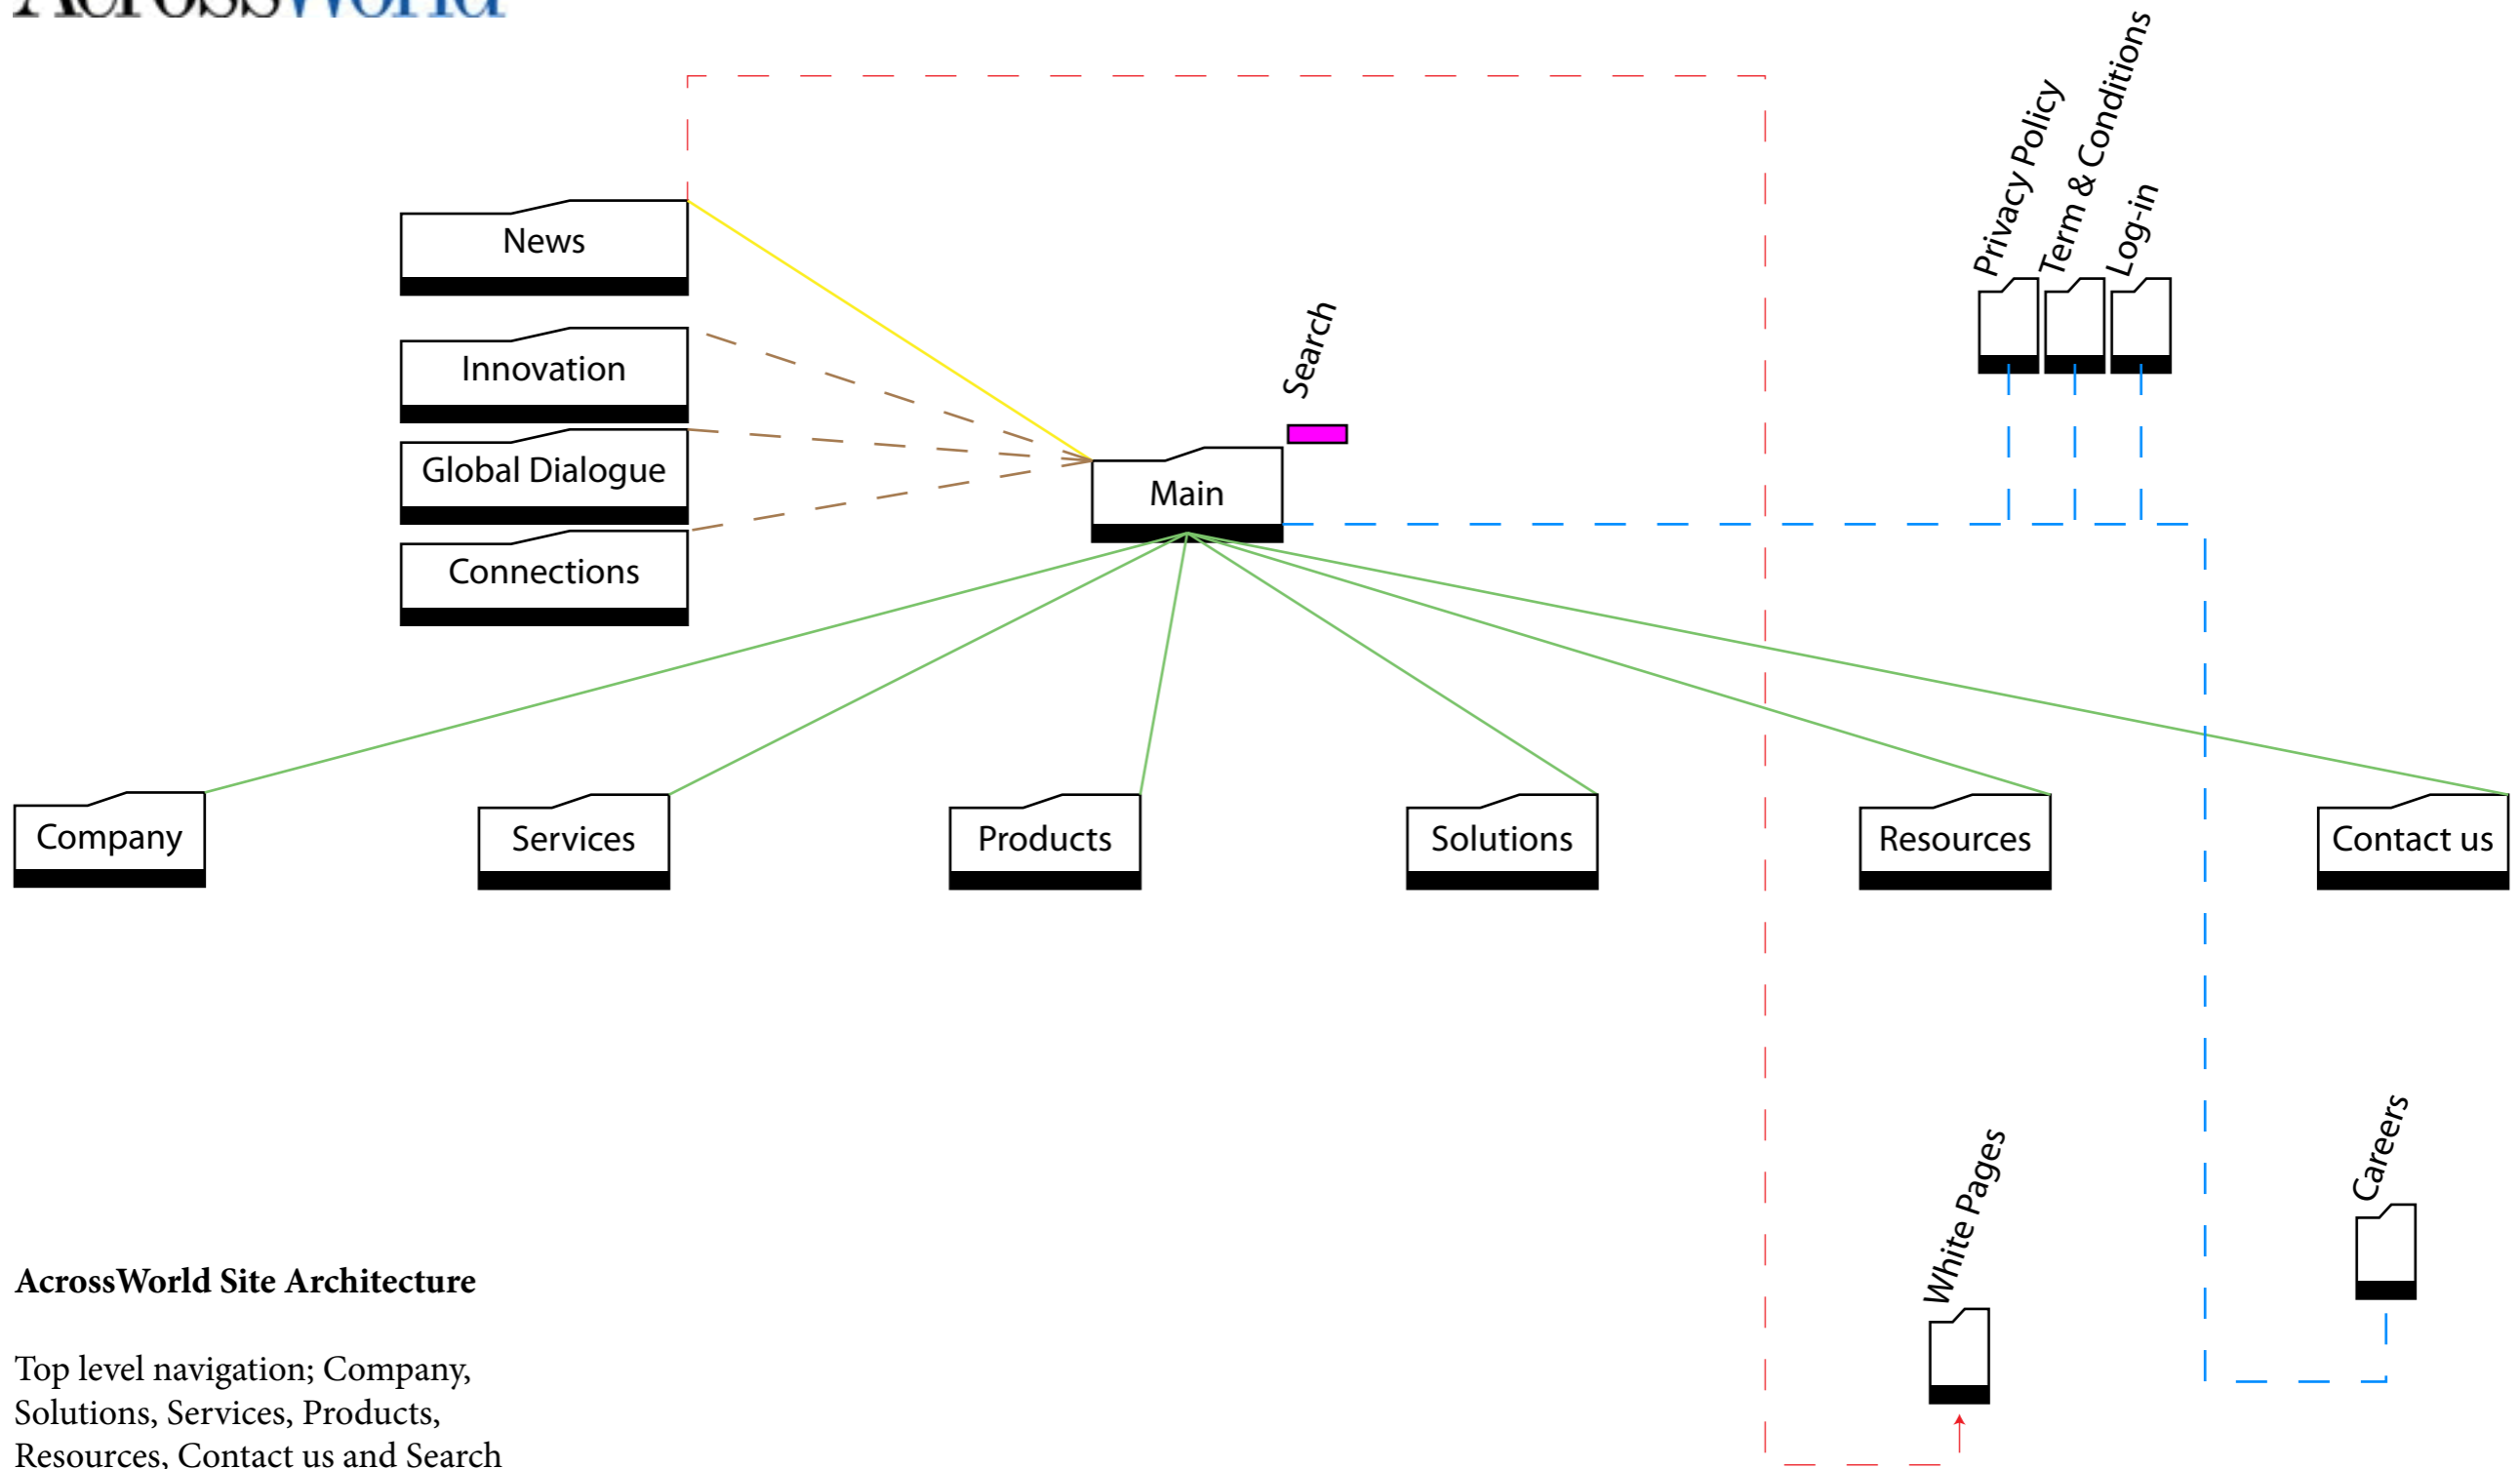 AcrossWorld
Privacy Policy
Term & Conditions
Log-in
News
Search
Innovation
Global Dialogue
Main
Connections
Company
Services
Products
Solutions
Resources
Contact us
Careers
White Pages
AcrossWorld Site Architecture
Top level navigation; Company,
Solutions, Services, Products,
Resources, Contact us and Search